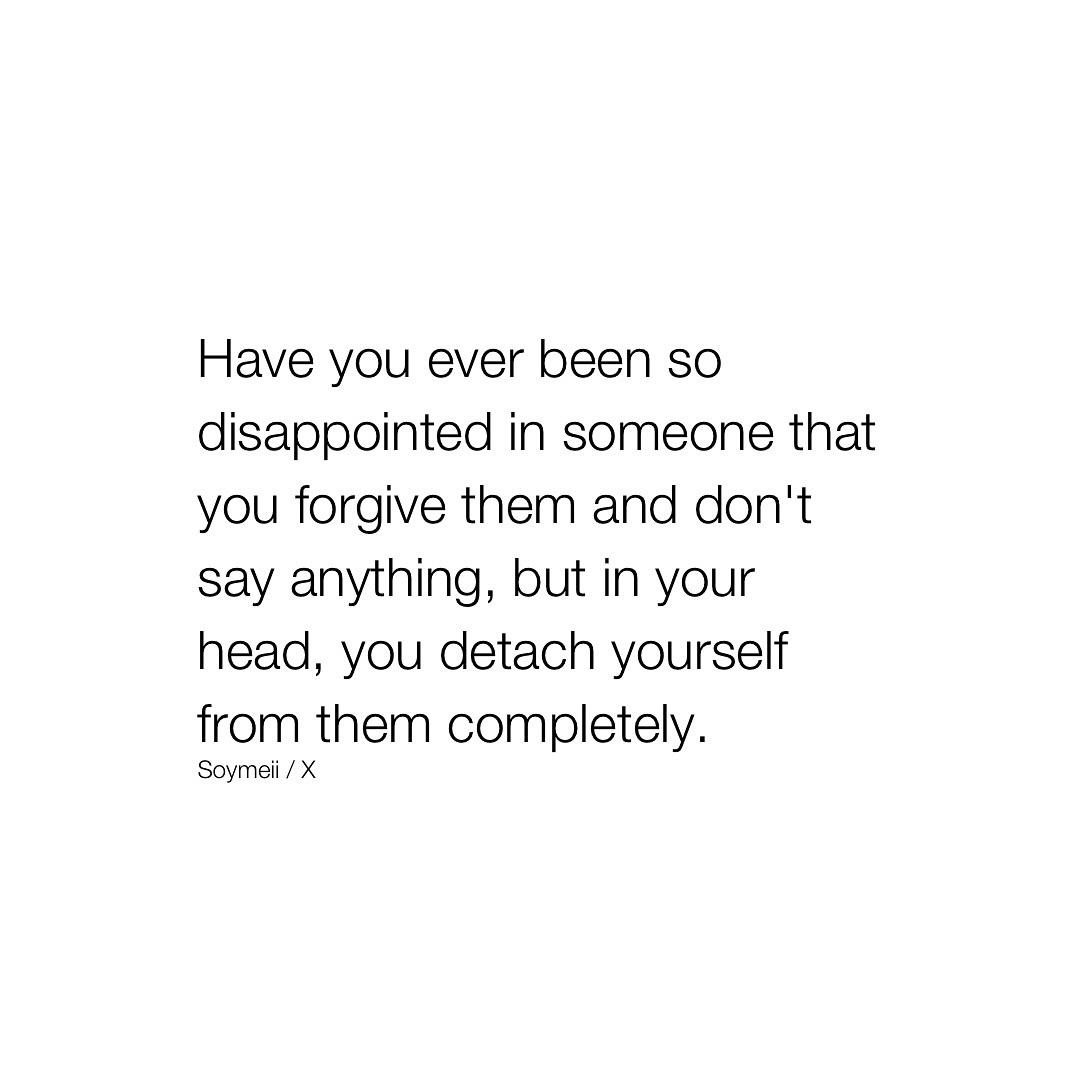 Have you ever been so
disappointed in someone that
you forgive them and don't
say anything, but in your
head, you detach yourself
from them completely.
Soymeii / X